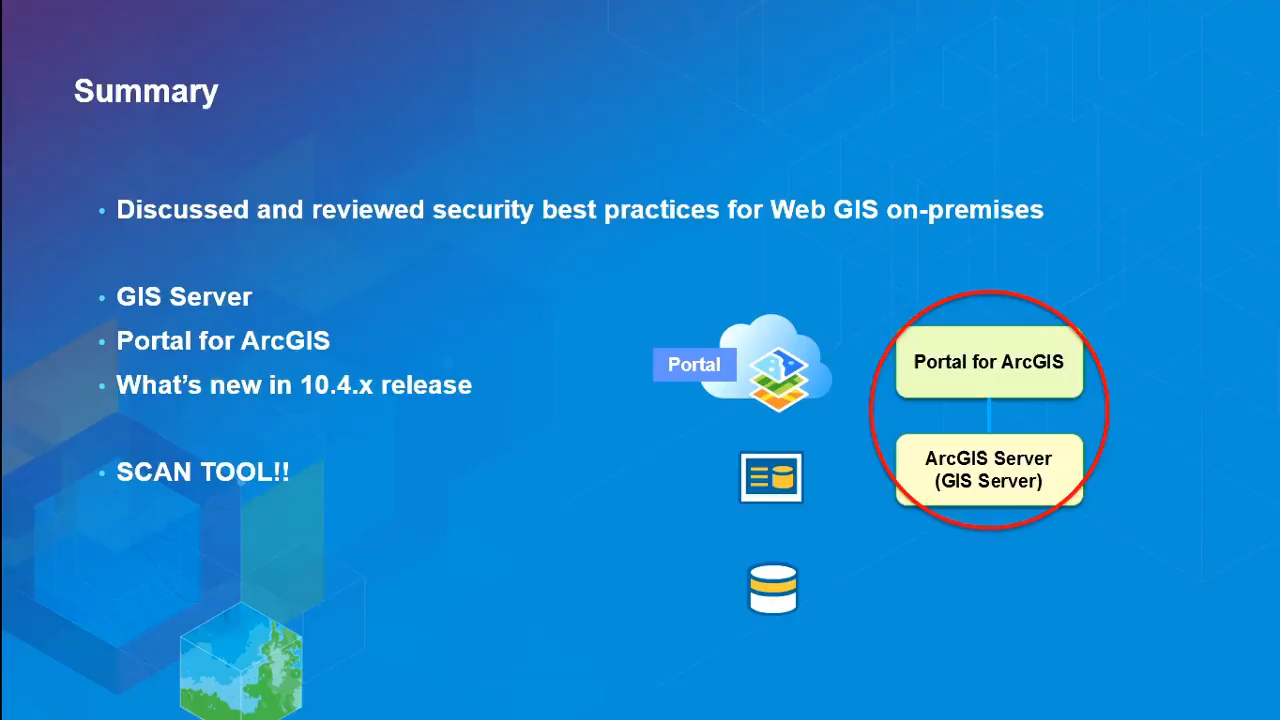 Summary
Discussed and reviewed security best practices for Web GIS on-premises
GIS Server
Portal for ArcGIS
What’s new in 10.4.x release
SCAN TOOL!!
Portal
Portal for ArcGIS
ArcGIS Server
(GIS Server)